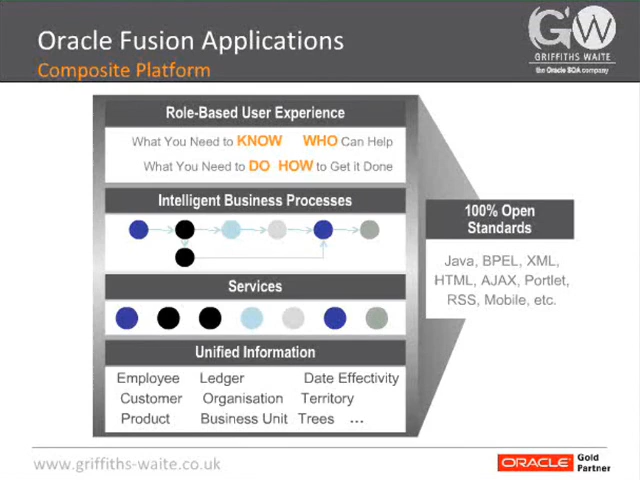 Oracle Fusion Applications
Composite Platform
GW
GRIFFITHS WAITE
the Oracle SOA company
Role-Based User Experience
What You Need to KNOW WHO Can Help
What You Need to DO HOW to Get it Done
Intelligent Business Processes
Services
Unified Information
Employee Ledger Date Effectivity
Customer Organisation Territory
Product Business Unit Trees ...
100% Open
Standards
Java, BPEL, XML,
HTML, AJAX, Portlet,
RSS, Mobile, etc.
www.griffiths-waite.co.uk
ORACLE Gold
Partner